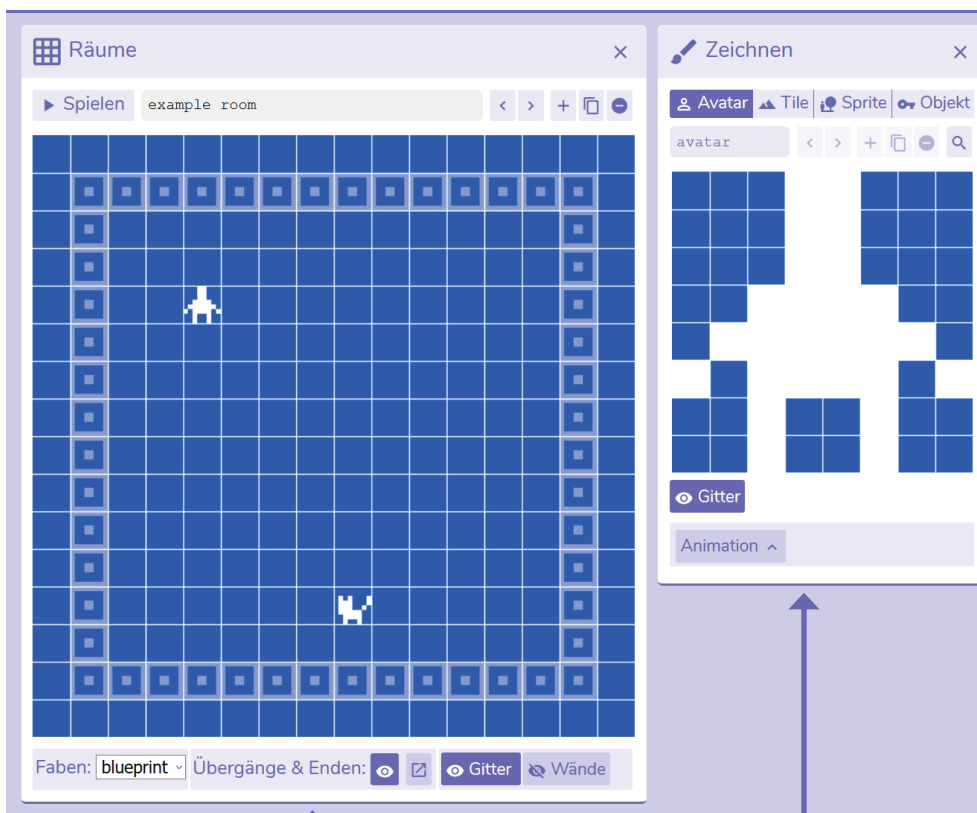 Räume
Spielen
example room
Faben: blueprint
Übergänge & Enden:
Gitter
Wände
Zeichnen
Avatar
Tile
Sprite
Objekt
avatar
Gitter
Animation